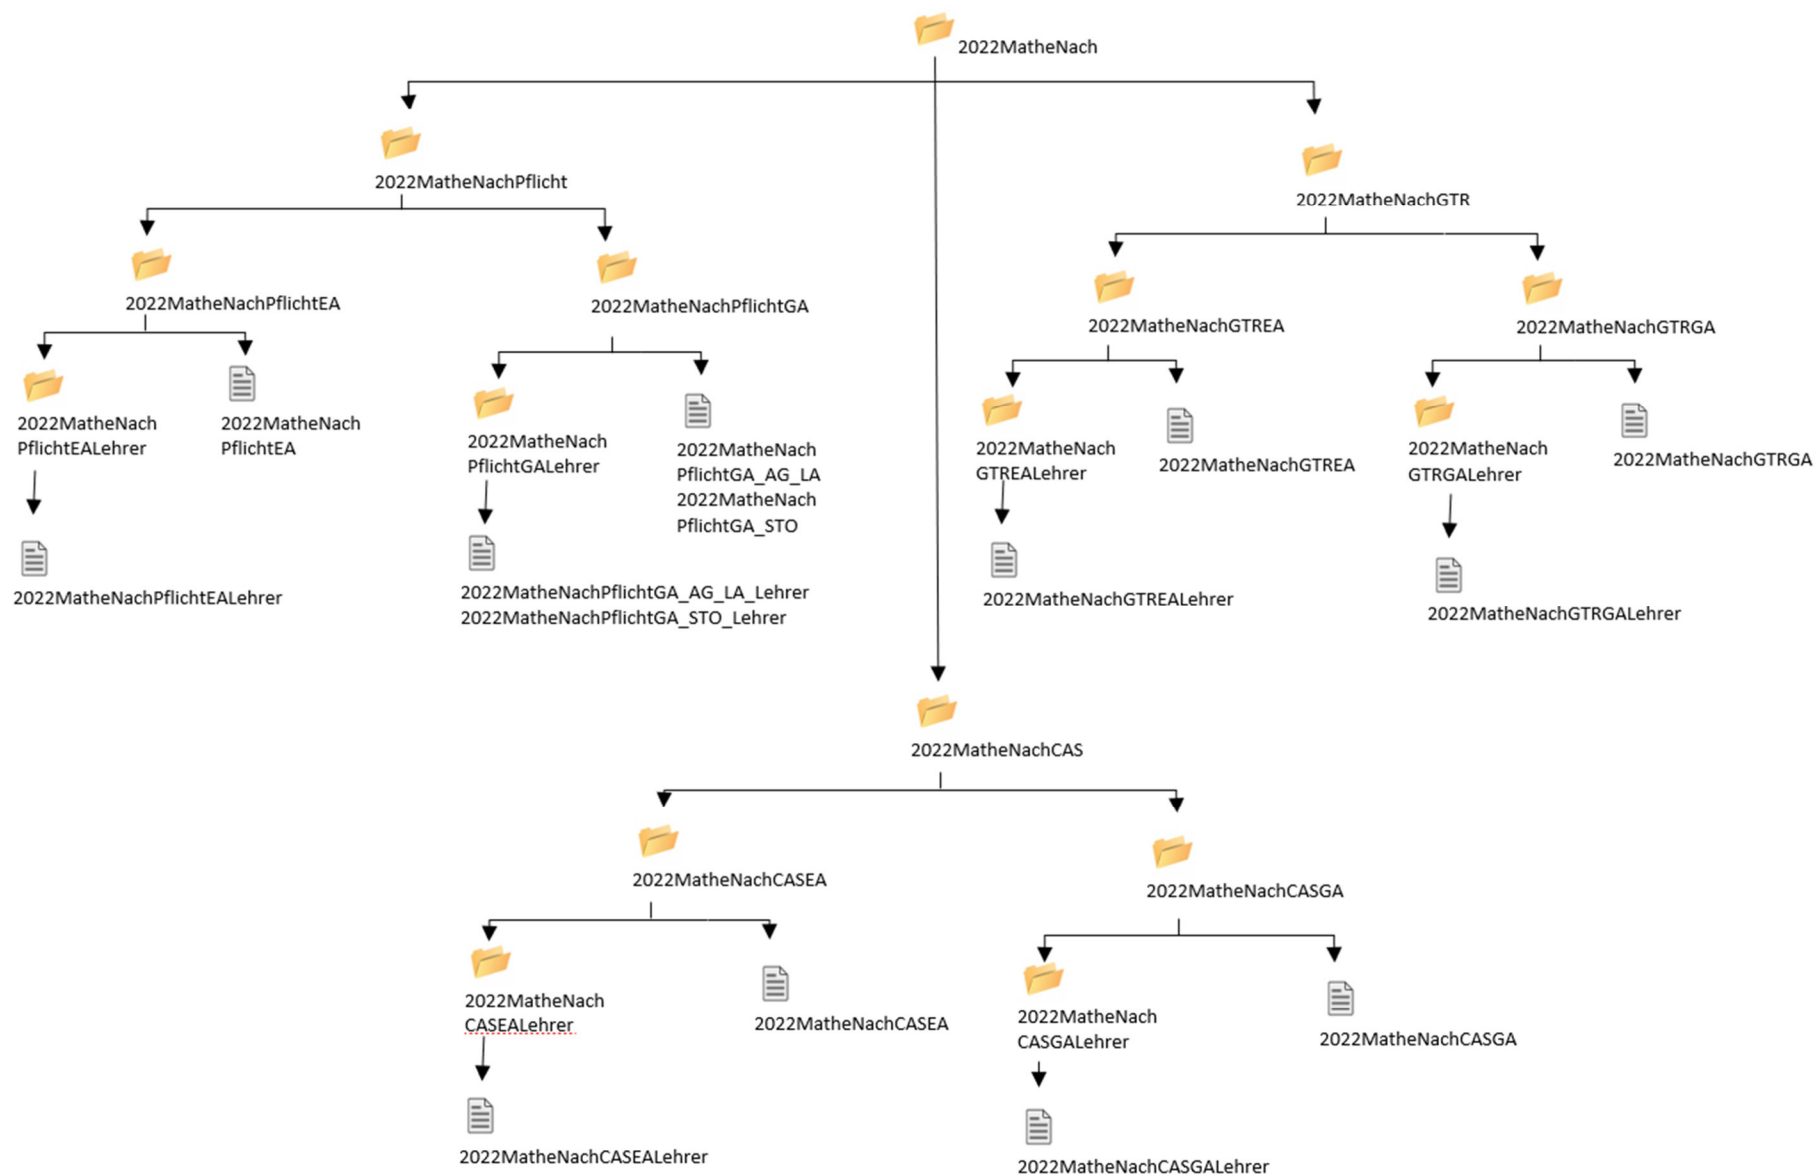 2022MatheNach
2022MatheNachPflicht
2022MatheNachGTR
2022MatheNachPflichtEA
2022MatheNachPflichtGA
2022MatheNachGTREA
2022MatheNachGTRGA
2022MatheNach
PflichtEALehrer
2022MatheNach
PflichtEA
2022MatheNach
PflichtGALehrer
2022MatheNach
PflichtGA_AG_LA
2022MatheNach
PflichtGA_STO
2022MatheNach
GTREALehrer
2022MatheNachGTREA
2022MatheNach
GTRGALehrer
2022MatheNachGTRGA
2022MatheNachPflichtEALehrer
2022MatheNachPflichtGA_AG_LA_Lehrer
2022MatheNachPflichtGA_STO_Lehrer
2022MatheNachGTREALehrer
2022MatheNachGTRGALehrer
2022MatheNachCAS
2022MatheNachCASEA
2022MatheNachCASGA
2022MatheNach
CASEALehrer
2022MatheNachCASEA
2022MatheNach
CASGALehrer
2022MatheNachCASGA
2022MatheNachCASEALehrer
2022MatheNachCASGALehrer